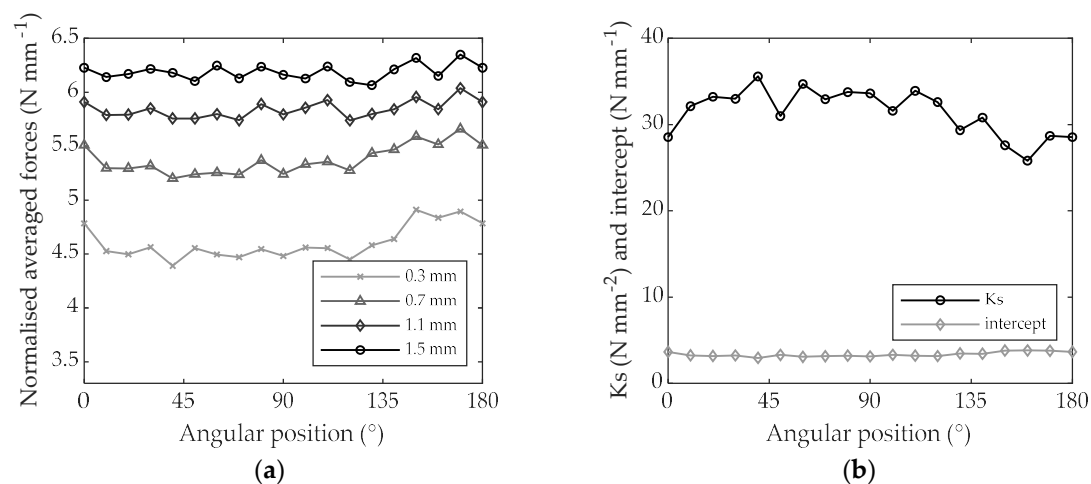 Normalised averaged forces (N mm⁻¹)
6.5
6
5.5
5
4.5
4
3.5
0.3 mm
0.7 mm
1.1 mm
1.5 mm
0 45 90 135 180
Angular position (°)
(a)
Ks (N mm⁻²) and intercept (N mm⁻¹)
40
30
20
10
0
Ks
intercept
0 45 90 135 180
Angular position (°)
(b)